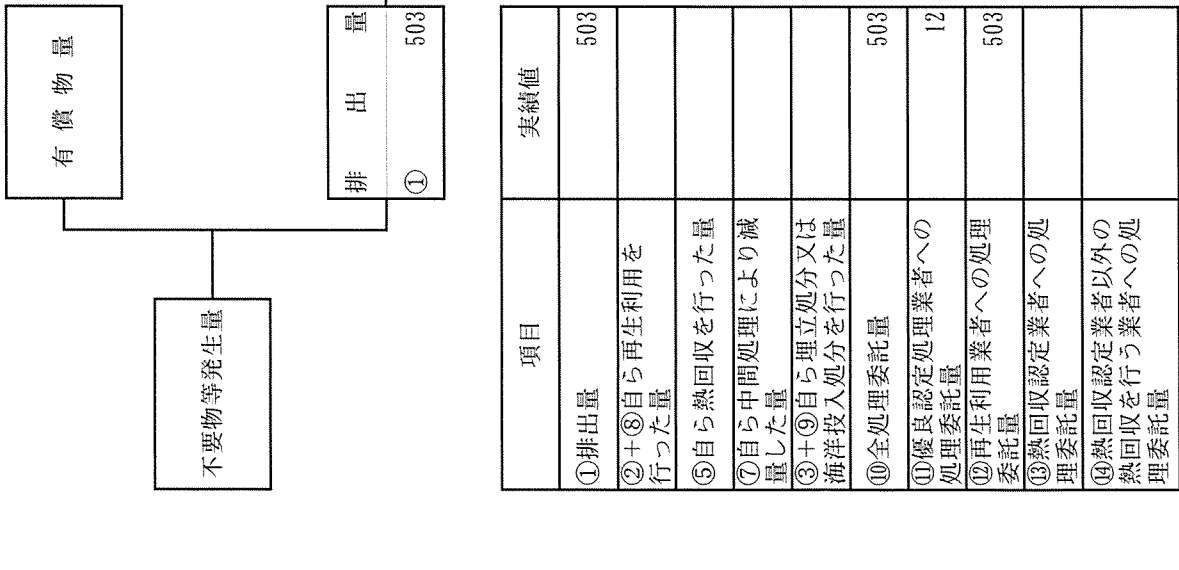 不要物等発生量
有償物量
排出量
① 503
項目 実績値
①排出量 503
②+⑧自ら再生利用を
行った量
⑤自ら熱回収を行った量
⑦自ら中間処理により減
量した量
③+⑨自ら埋立処分又は
海洋投入処分を行った量
⑩全処理委託量 503
⑪優良認定処理業者への
処理委託量 12
⑫再生利用業者への処理
委託量 503
⑬熱回収認定業者への処
理委託量
⑭熱回収認定業者以外の
熱回収を行う業者への処
理委託量